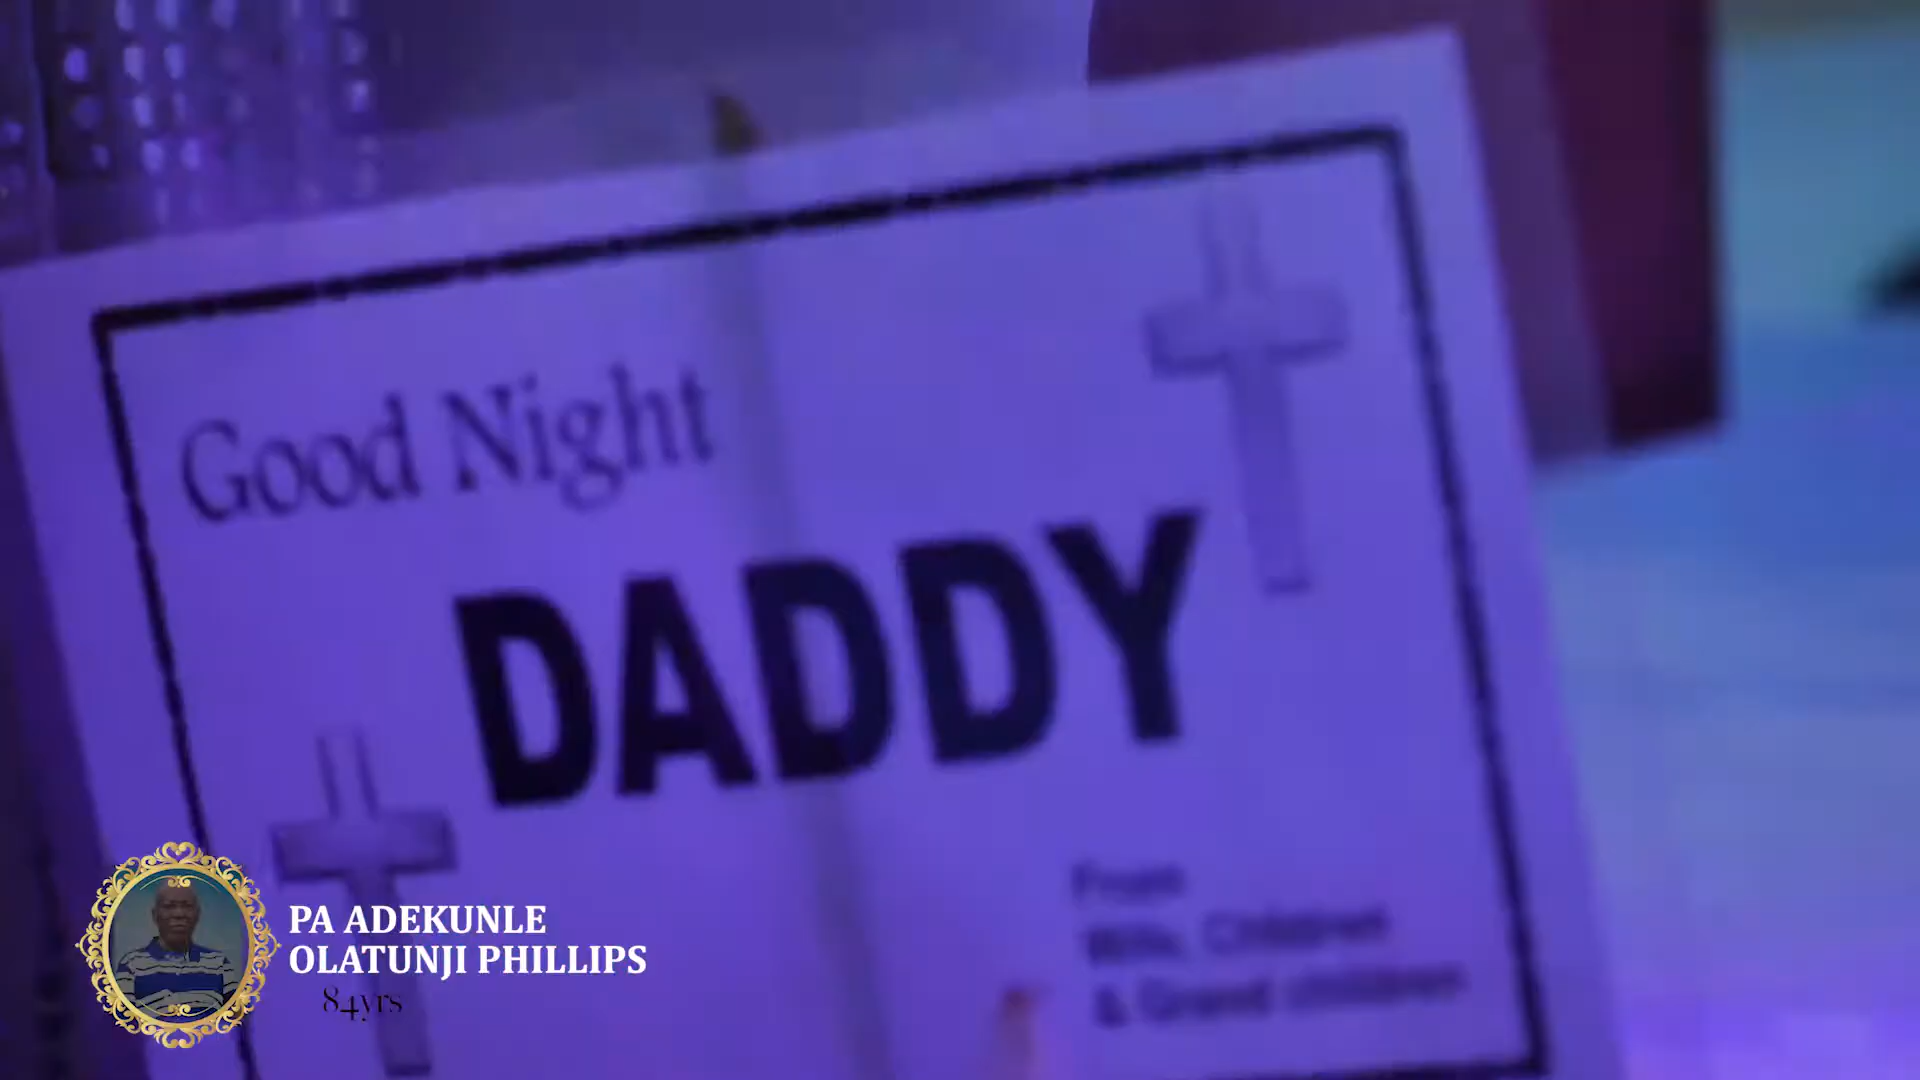 Good Night
DADDY
From
Wife, Children
& Grand children
PA ADEKUNLE
OLATUNJI PHILLIPS
84yrs